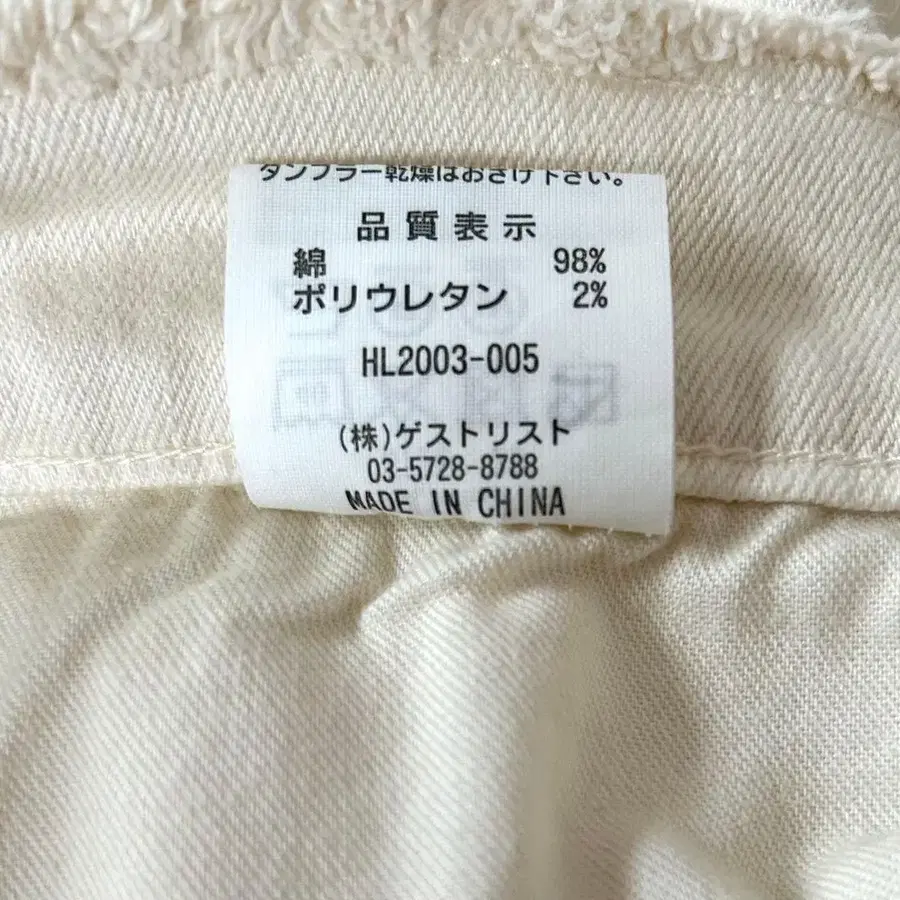 タンブラー乾燥はおさけ下さい。
品質表示
綿 98%
ポリウレタン 2%
HL2003-005
(株)ゲストリスト
03-5728-8788
MADE IN CHINA